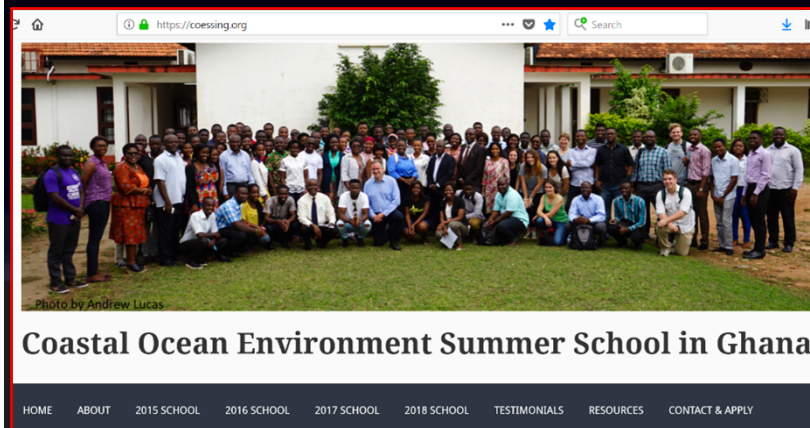 https://coessing.org
Search
Photo by Andrew Lucas
Coastal Ocean Environment Summer School in Ghana
HOME ABOUT 2015 SCHOOL 2016 SCHOOL 2017 SCHOOL 2018 SCHOOL TESTIMONIALS RESOURCES CONTACT & APPLY